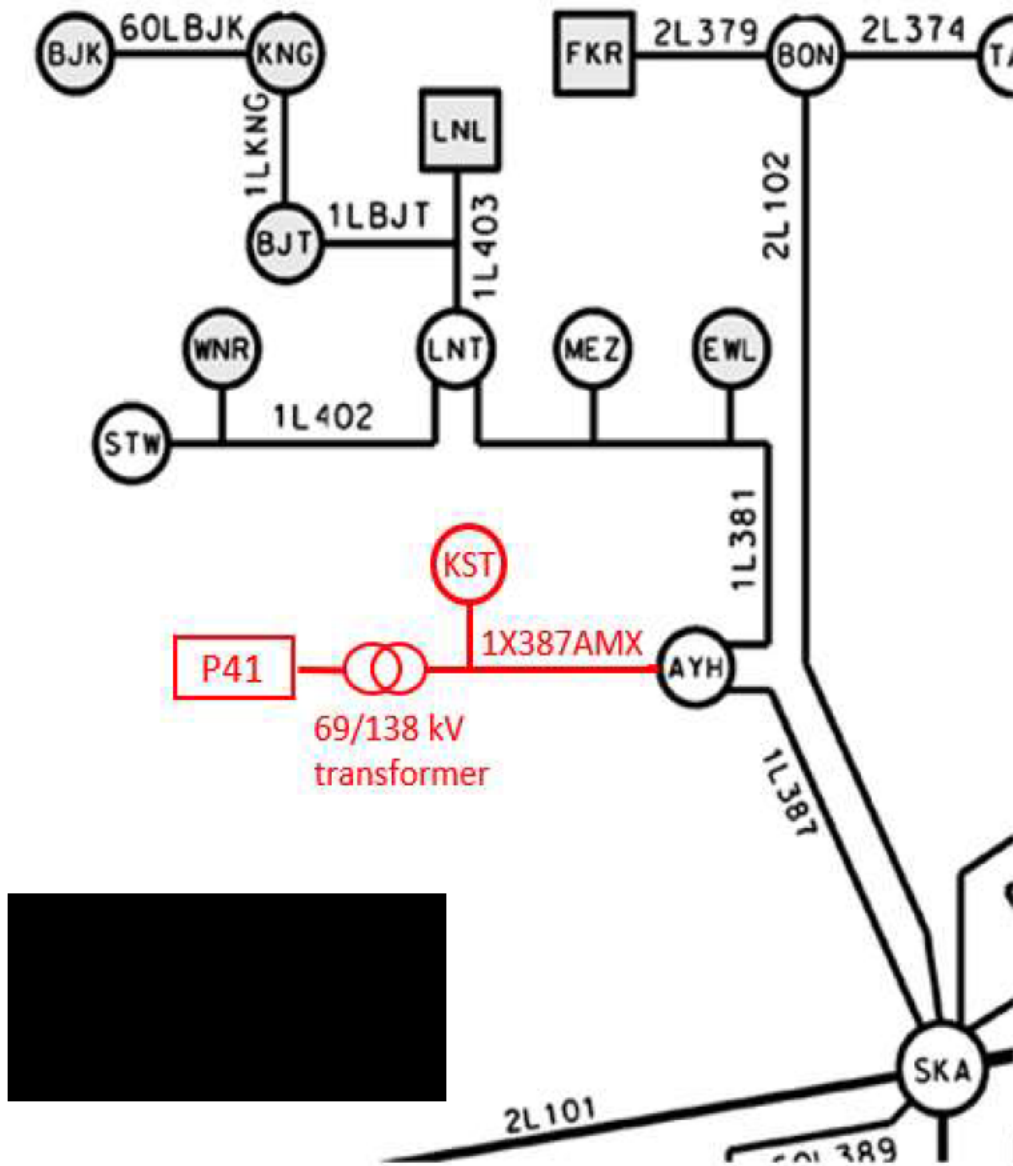 BJK
60LBJK
KNG
FKR
2L379
BON
2L374
LNL
1LKNG
1LBJT
BJT
1L403
2L102
WNR
LNT
MEZ
EWL
STW
1L402
1L381
KST
P41
1X387AMX
AYH
69/138 kV
transformer
1L387
SKA
2L101